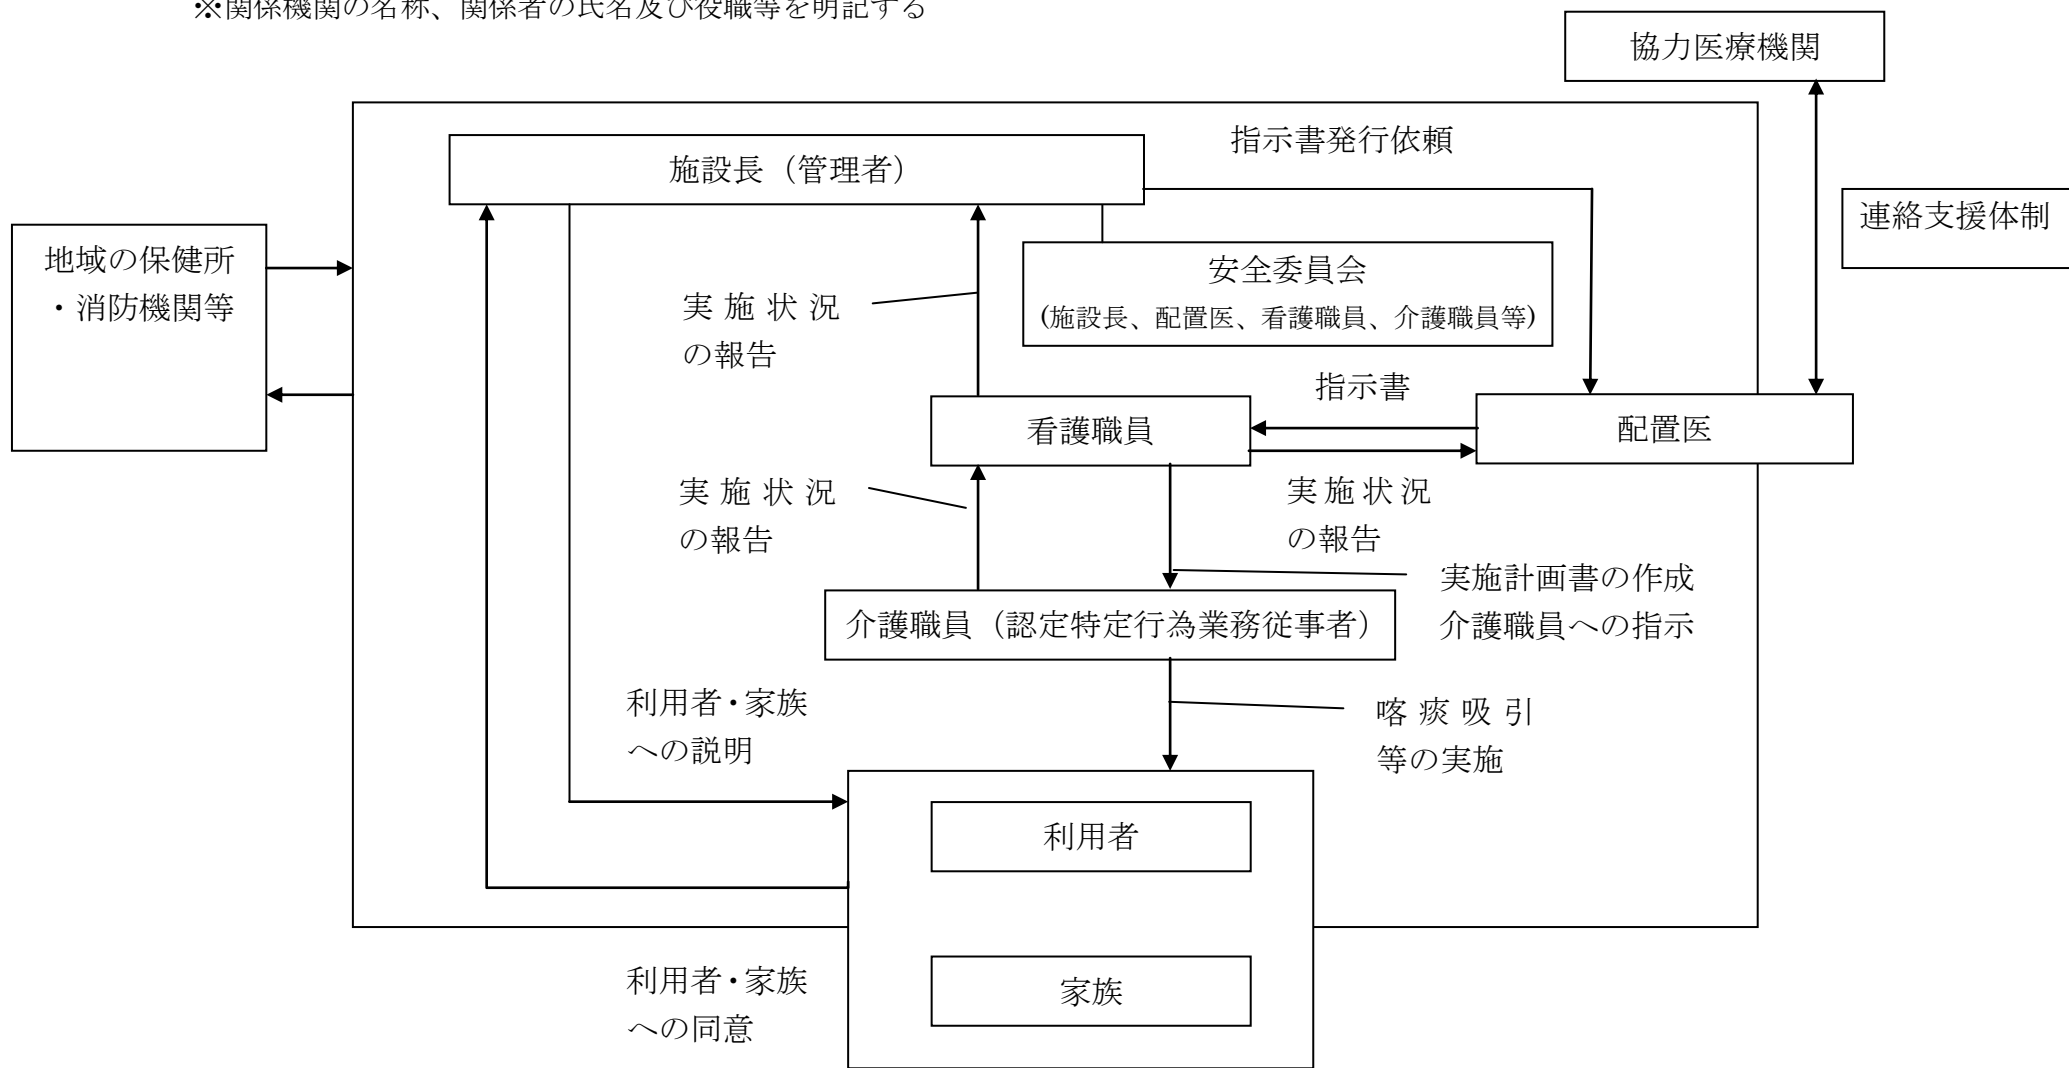 ※関係機関の名称、関係者の氏名及び役職等を明記する
協力医療機関
指示書発行依頼
施設長（管理者）
連絡支援体制
地域の保健所
・消防機関等
安全委員会
(施設長、配置医、看護職員、介護職員等)
実施状況
の報告
指示書
看護職員
配置医
実施状況
の報告
実施状況
の報告
実施計画書の作成
介護職員への指示
介護職員（認定特定行為業務従事者）
利用者・家族
への説明
喀痰吸引
等の実施
利用者
家族
利用者・家族
への同意